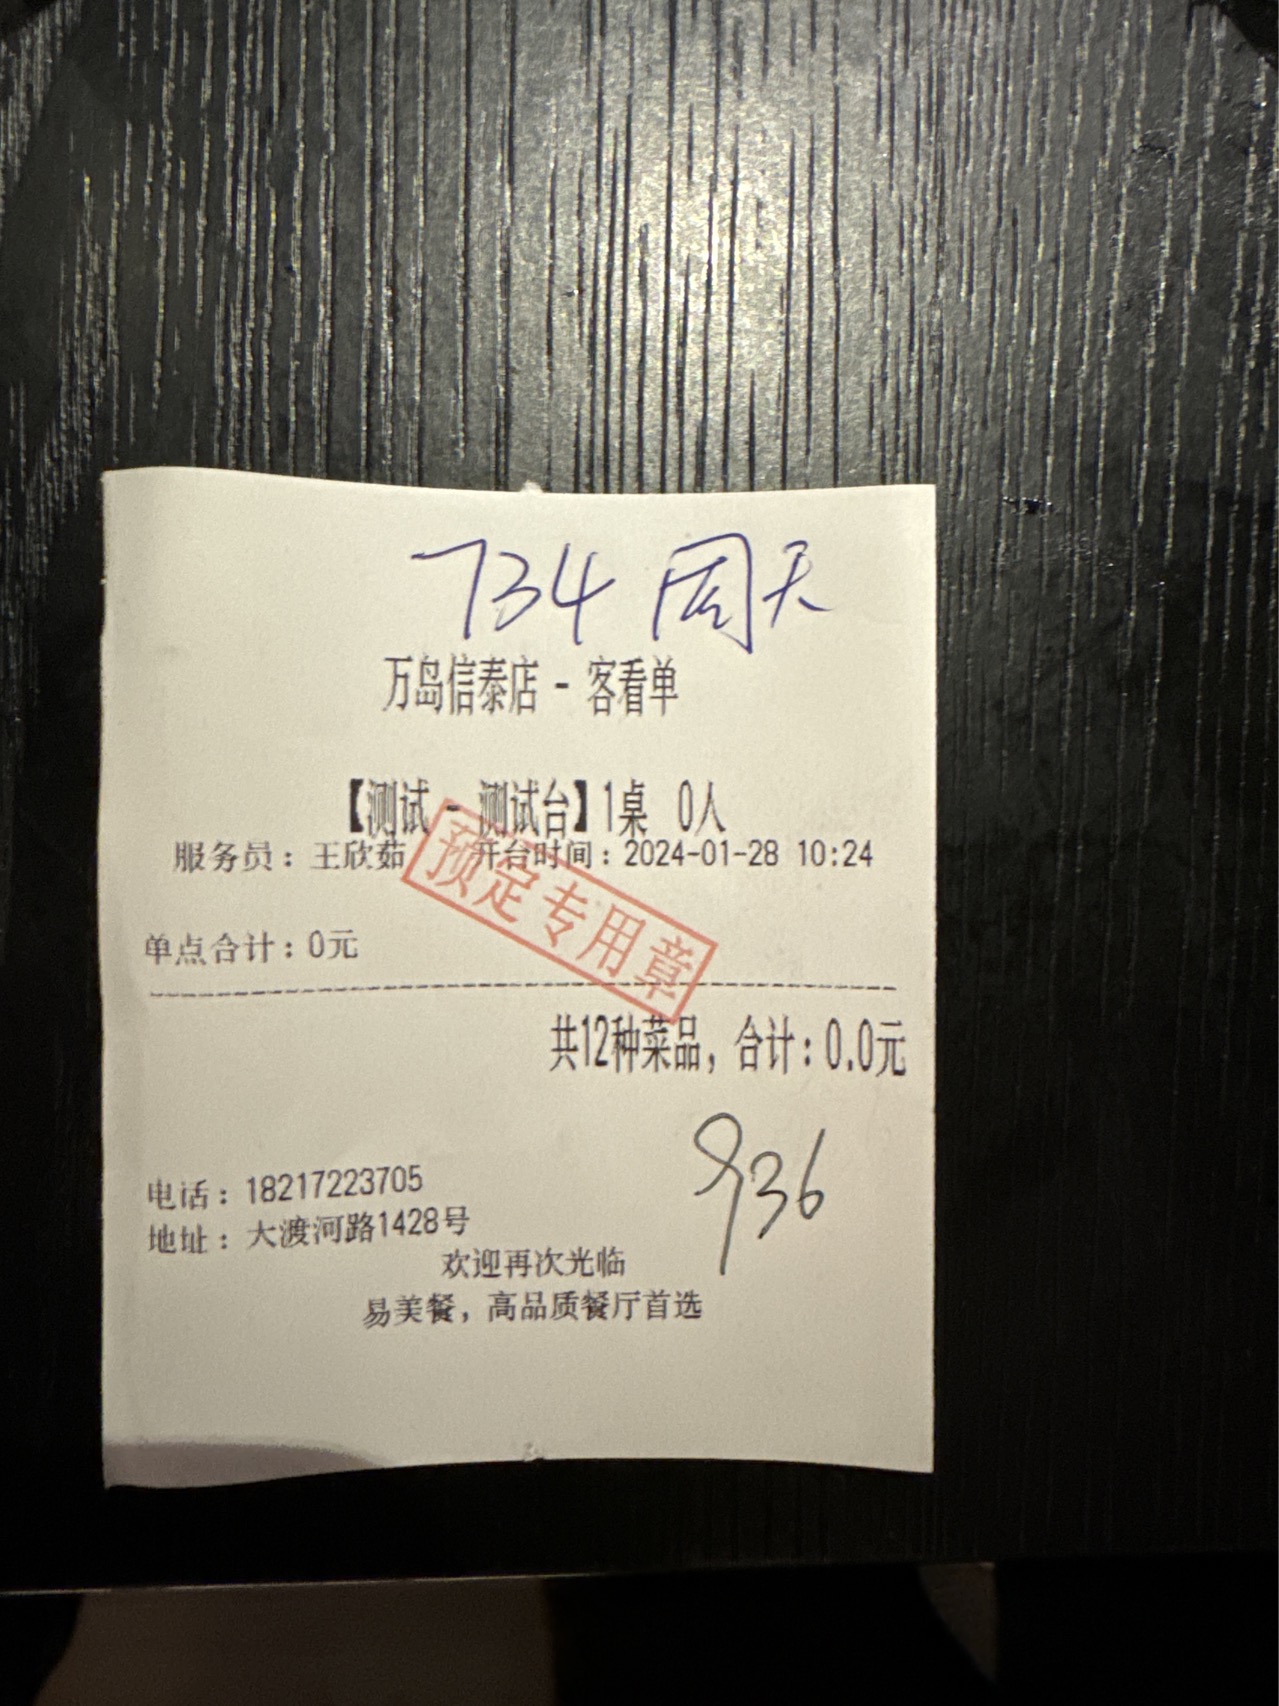 734 周天
万岛信泰店 - 客看单
【测试 - 测试台】1桌 0人
服务员：王欣茹 开台时间：2024-01-28 10:24
预定专用章
单点合计：0元
共12种菜品，合计：0.0元
936
电话：18217223705
地址：大渡河路1428号
欢迎再次光临
易美餐，高品质餐厅首选